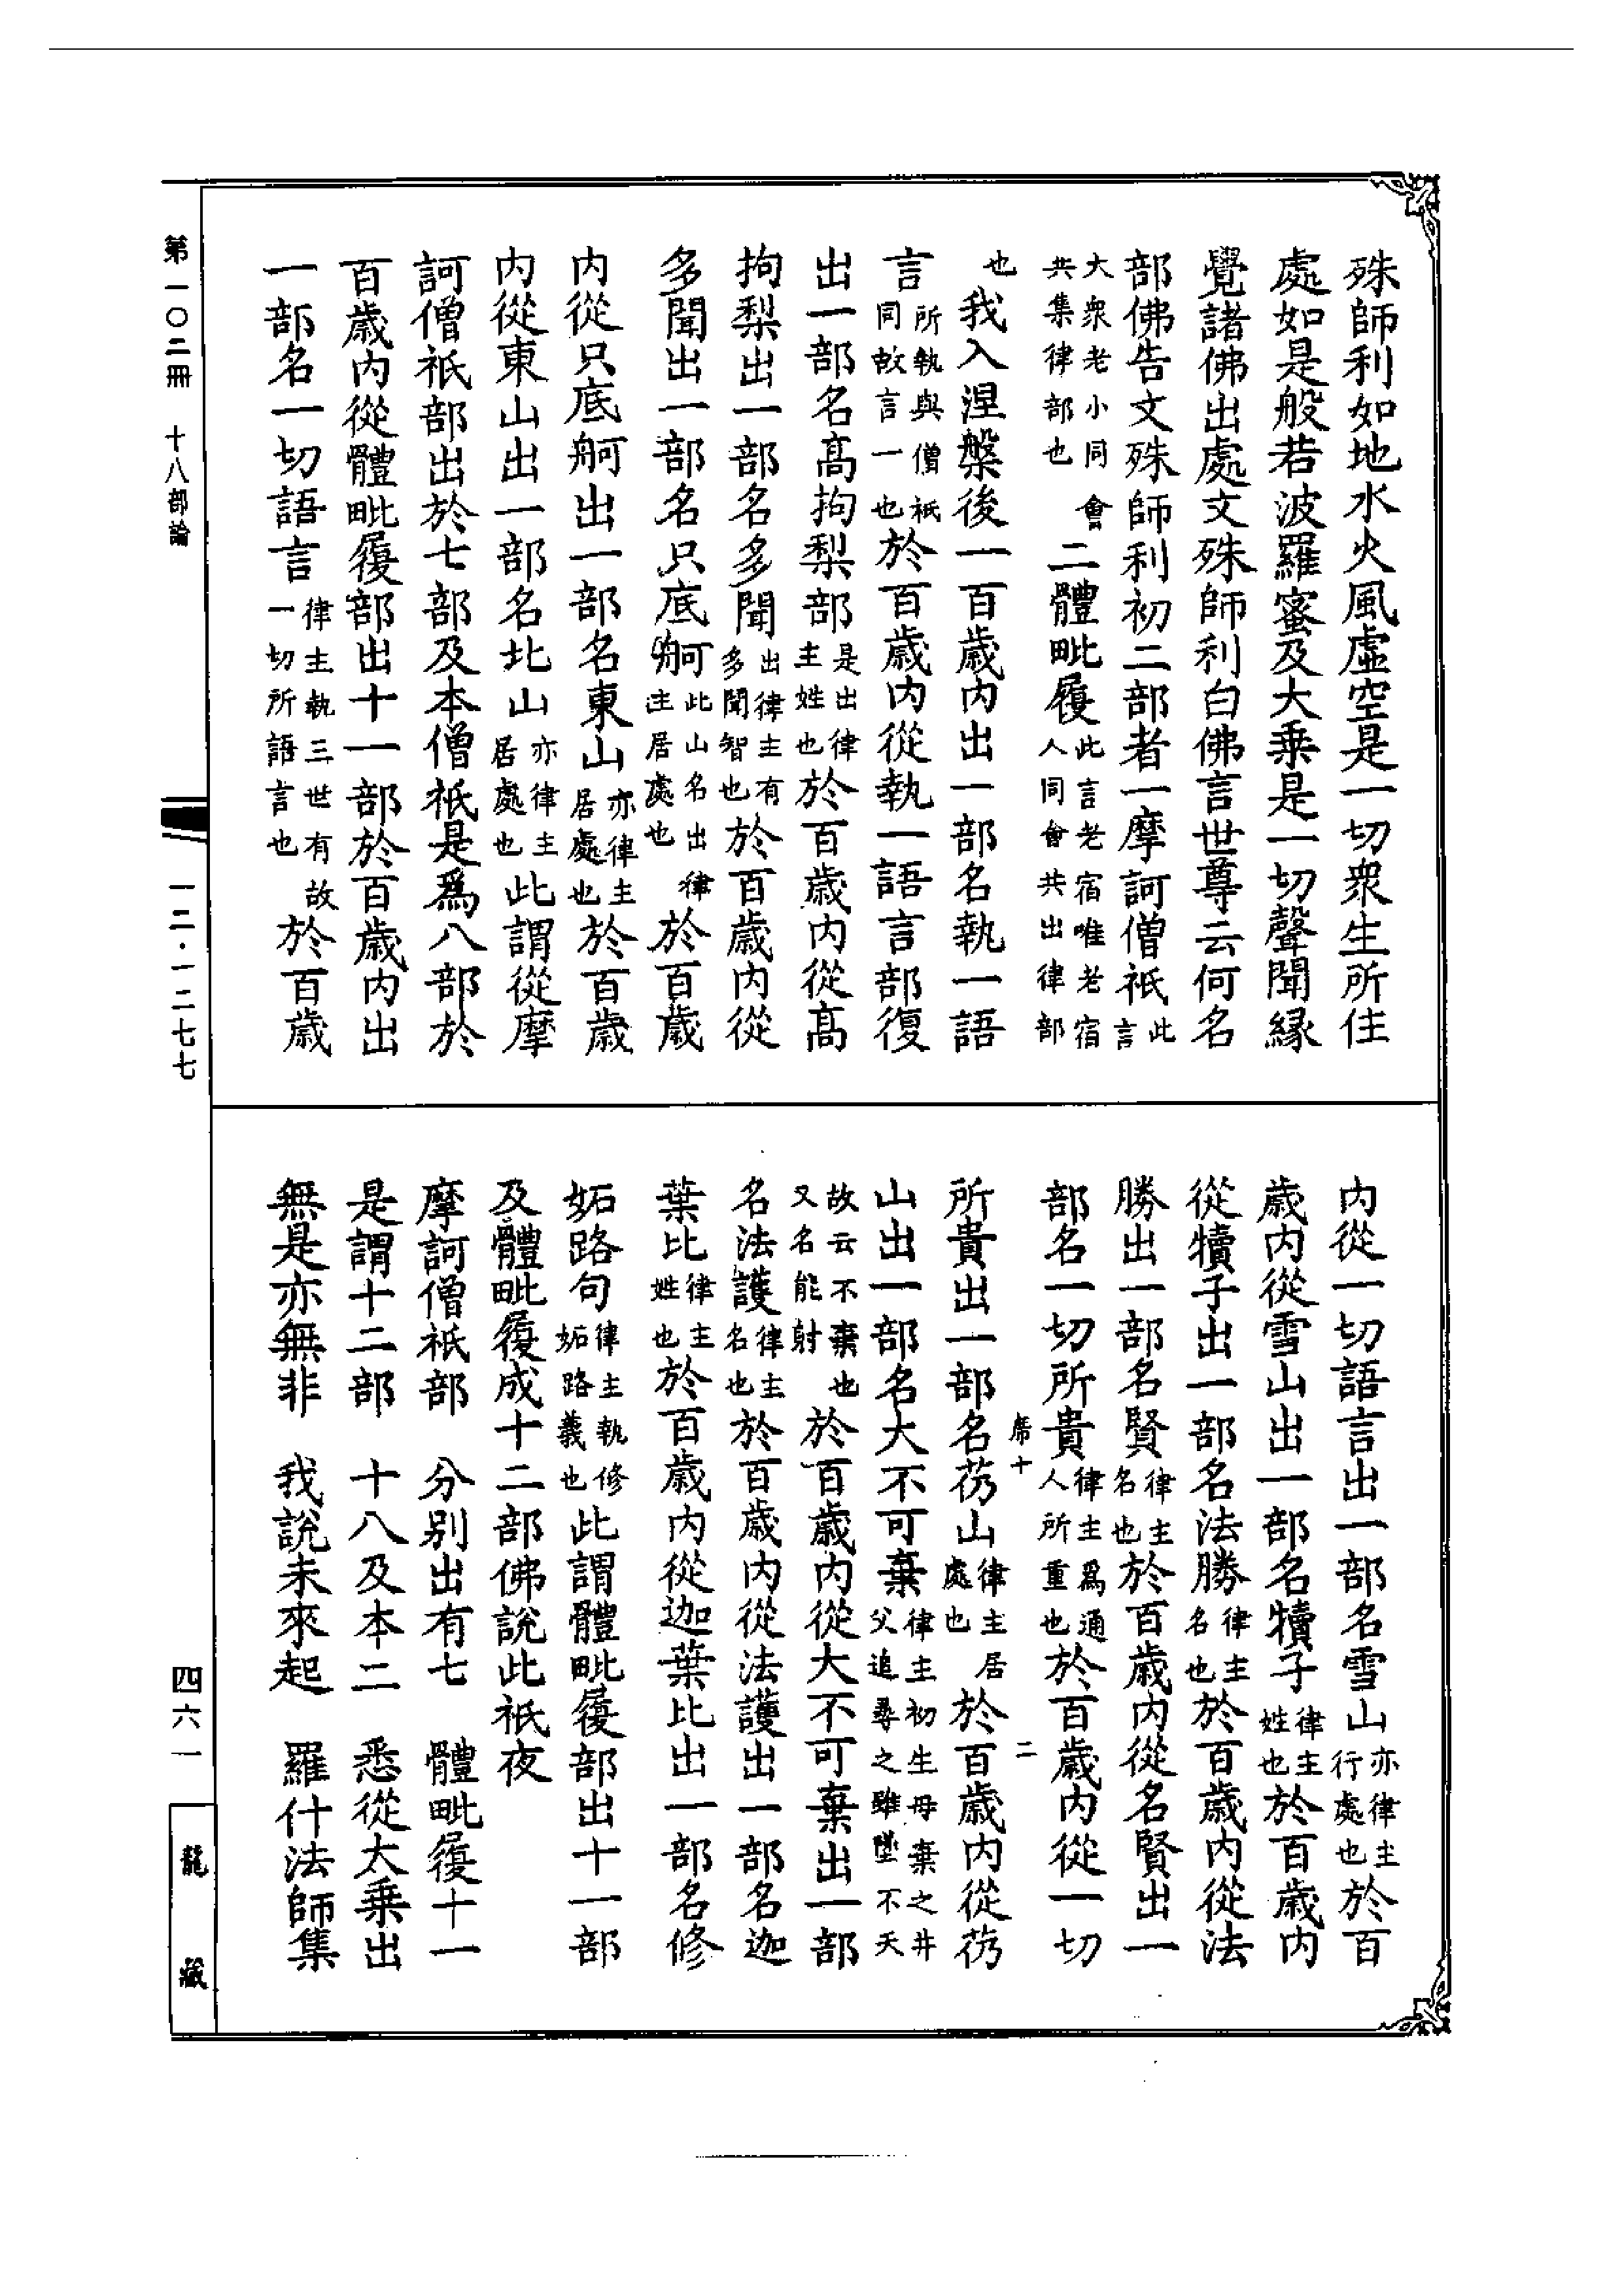 殊師利如地水火風虛空是一切衆生所住
處如是般若波羅蜜及大乗是一切聲聞緣
覺諸佛出處文殊師利白佛言世尊云何名
部佛告文殊師利初二部者一摩訶僧祇此言
大衆老小同會共集律部也二體毗履此言老宿唯老宿人同會共出律部
也我入涅槃後一百歲內出一部名執一語
言所執與僧祇同故言一也於百歲內從執一語言部復
出一部名髙拘梨部是出律主姓也於百歲內從髙
拘梨出一部名多聞出律主有多聞智也於百歲內從
多聞出一部名只底舸此山名出律主居處也於百歲
內從只底舸出一部名東山亦律主居處也於百歲
內從東山出一部名北山亦律主居處也此謂從摩
訶僧祇部出於七部及本僧祇是爲八部於
百歲內從體毗履部出十一部於百歲內出
一部名一切語言律主執三世有故一切所語言也於百歲
內從一切語言出一部名雪山亦律主行處也於百
歲內從雪山出一部名犢子律主姓也於百歲內
從犢子出一部名法勝律主名也於百歲內從法
勝出一部名賢律主名也於百歲內從名賢出一
部名一切所貴律主爲通人所重也於百歲內從一切
席十 二
所貴出一部名芿山律主居處也於百歲內從芿
山出一部名大不可棄律主初生母棄之井父追尋之雖墜不夭
故云不棄也又名能射於百歲內從大不可棄出一部
名法護律主名也於百歲內從法護出一部名迦
葉比律主姓也於百歲內從迦葉比出一部名修
妬路句律主執修妬路義也此謂體毗履部出十一部
及體毗履成十二部佛說此祇夜
摩訶僧祇部 分別出有七 體毗履十一
是謂十二部 十八及本二 悉從大乗出
無是亦無非 我說未來起 羅什法師集
第一〇二冊 十八部論
一二·一二七七
四六一
龍藏